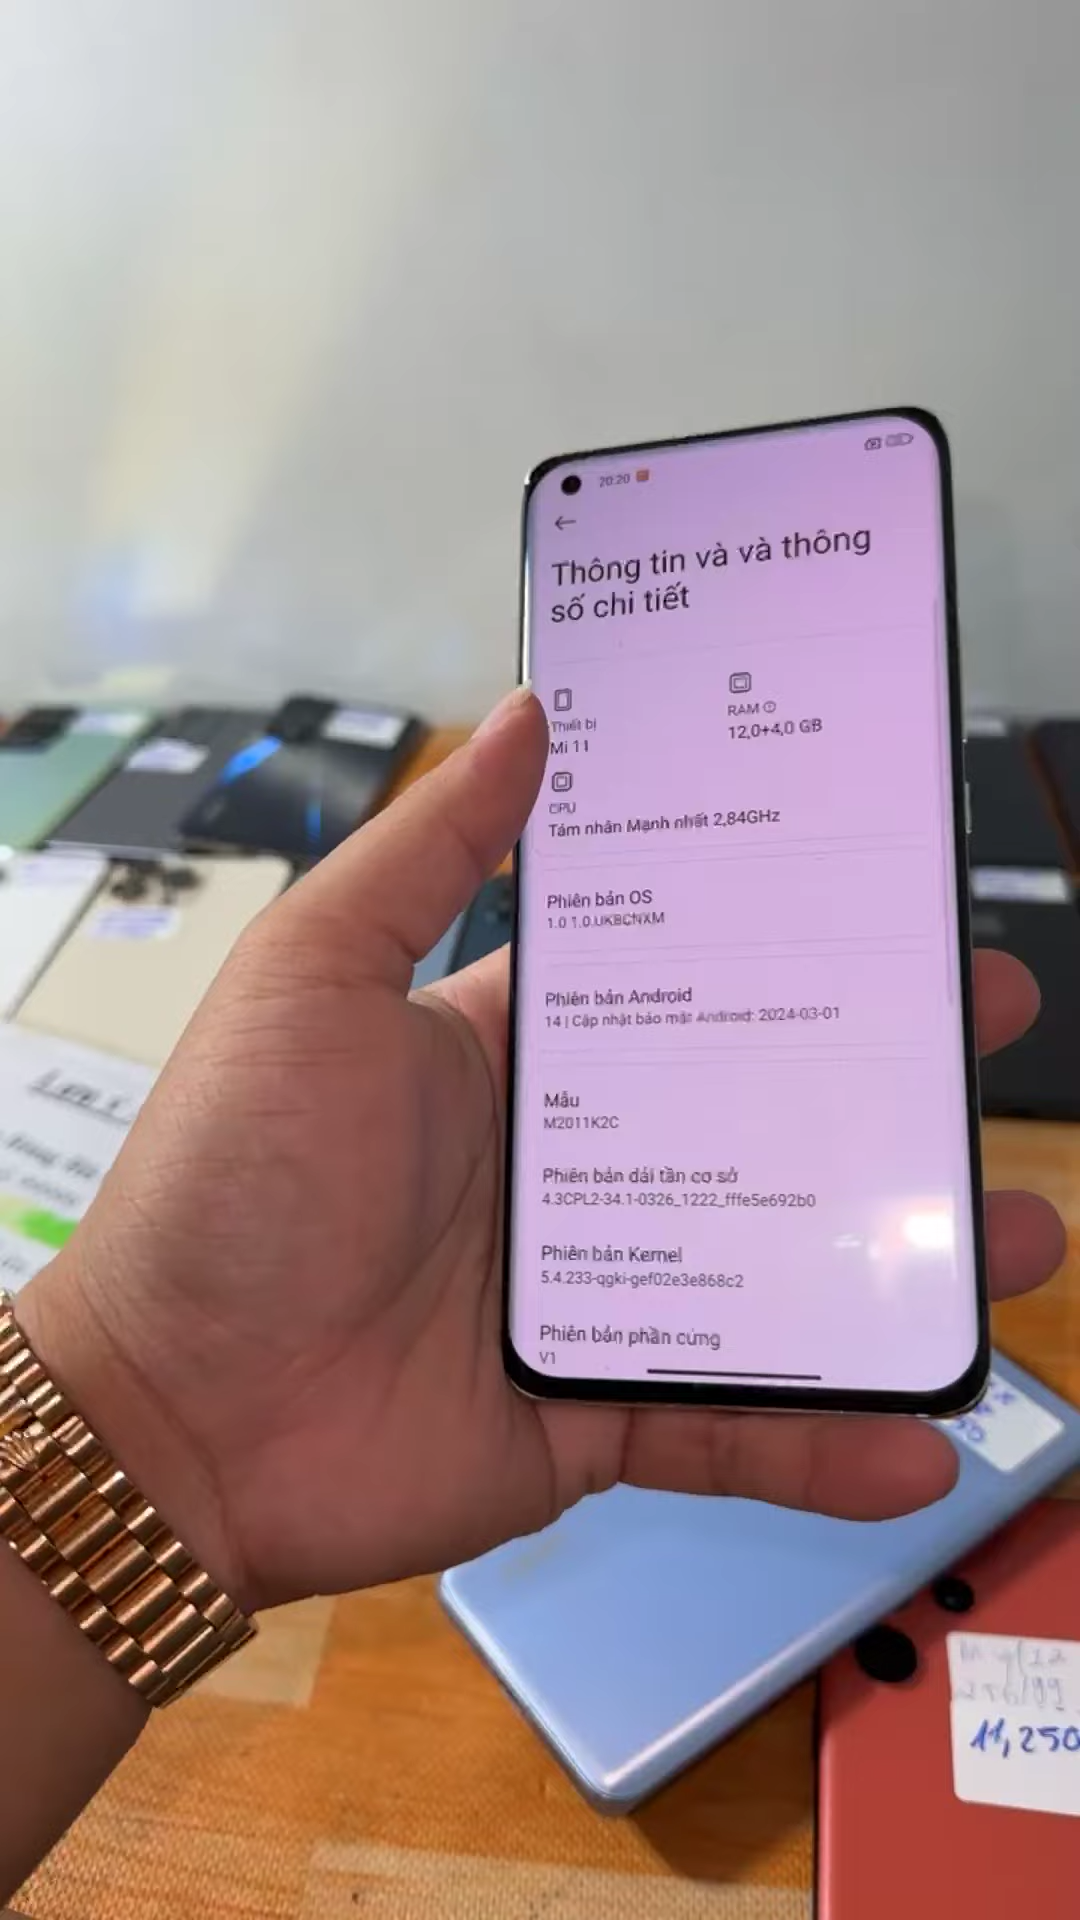 20:20
Thông tin và và thông
số chi tiết
Thiết bị
Mi 11
RAM
12,0+4,0 GB
CPU
Tám nhân Mạnh nhất 2,84GHz
Phiên bản OS
1.0 1.0.UKBCNXM
Phiên bản Android
14 | Cập nhật bảo mật Android: 2024-03-01
Mẫu
M2011K2C
Phiên bản dải tần cơ sở
4.3CPL2-34.1-0326_1222_fffe5e692b0
Phiên bản Kernel
5.4.233-qgki-gef02e3e868c2
Phiên bản phần cứng
V1
11,250